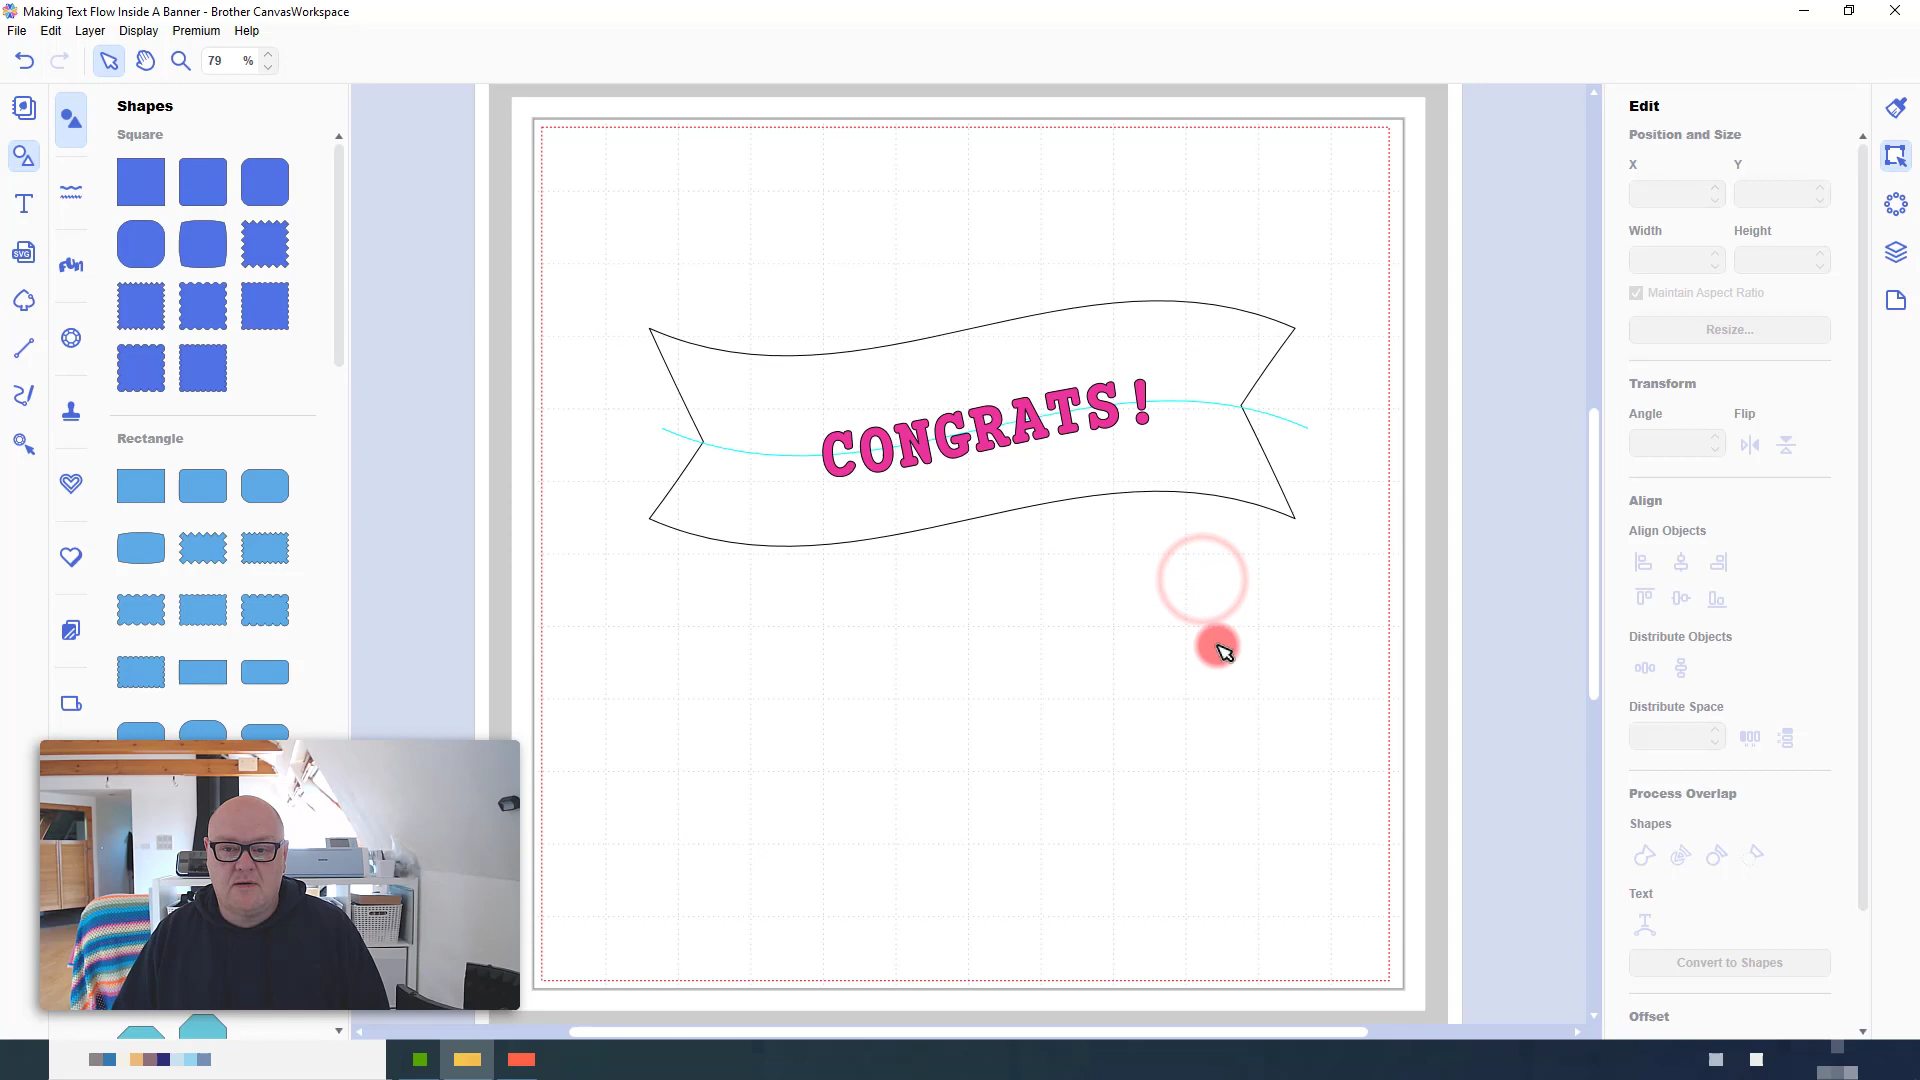 Making Text Flow Inside A Banner - Brother CanvasWorkspace
File Edit Layer Display Premium Help
79 %
Shapes
Square
Rectangle
SVG
FUN
CONGRATS!
Edit
Position and Size
X Y
Width Height
Maintain Aspect Ratio
Resize...
Transform
Angle Flip
Align
Align Objects
Distribute Objects
Distribute Space
Process Overlap
Shapes
Text
Convert to Shapes
Offset